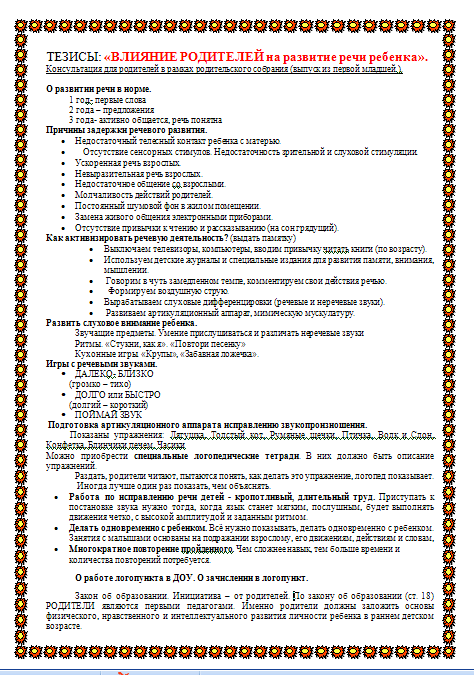 ТЕЗИСЫ: «ВЛИЯНИЕ РОДИТЕЛЕЙ на развитие речи ребенка».
Консультация для родителей в рамках родительского собрания (выпуск из первой младшей.).
О развитии речи в норме.
1 год- первые слова
2 года – предложения
3 года- активно общается, речь понятна
Причины задержки речевого развития.
• Недостаточный телесный контакт ребенка с матерью.
• Отсутствие сенсорных стимулов. Недостаточность зрительной и слуховой стимуляции.
• Ускоренная речь взрослых.
• Невыразительная речь взрослых.
• Недостаточное общение со взрослыми.
• Молчаливость действий родителей.
• Постоянный шумовой фон в жилом помещении.
• Замена живого общения электронными приборами.
• Отсутствие привычки к чтению и рассказыванию (на сон грядущий).
Как активизировать речевую деятельность? (выдать памятку)
• Выключаем телевизоры, компьютеры, вводим привычку читать книги (по возрасту).
• Используем детские журналы и специальные издания для развития памяти, внимания,
мышлении.
• Говорим в чуть замедленном темпе, комментируем свои действия речью.
• Формируем воздушную струю.
• Вырабатываем слуховые дифференцировки (речевые и неречевые звуки).
• Развиваем артикуляционный аппарат, мимическую мускулатуру.
Развить слуховое внимание ребенка.
Звучащие предметы. Умение прислушиваться и различать неречевые звуки
Ритмы. «Стукни, как я». «Повтори песенку»
Кухонные игры «Крупы», «Забавная ложечка».
Игры с речевыми звуками.
• ДАЛЕКО- БЛИЗКО
(громко – тихо)
• ДОЛГО или БЫСТРО
(долгий – короткий)
• ПОЙМАЙ ЗВУК
Подготовка артикуляционного аппарата исправлению звукопроизношения.
Показаны упражнения: Лягушка, Толстый кот, Румяные щечки, Птичка, Волк и Слон,
Конфетка, Блинчики печем, Часики
Можно приобрести специальные логопедические тетради. В них должно быть описание
упражнений.
Раздать, родители читают, пытаются понять, как делать это упражнение, логопед показывает.
Иногда лучше один раз показать, чем объяснять.
• Работа по исправлению речи детей - кропотливый, длительный труд. Приступать к
постановке звука нужно тогда, когда язык станет мягким, послушным, будет выполнять
движения четко, с высокой амплитудой и заданным ритмом.
• Делать одновременно с ребенком. Всё нужно показывать, делать одновременно с ребенком.
Занятия с малышами основаны на подражании взрослому, его движениям, действиям и словам,
• Многократное повторение пройденного. Чем сложнее навык, тем больше времени и
количества повторений потребуется.
О работе логопункта в ДОУ. О зачислении в логопункт.
Закон об образовании. Инициатива – от родителей. По закону об образовании (ст. 18)
РОДИТЕЛИ являются первыми педагогами. Именно родители должны заложить основы
физического, нравственного и интеллектуального развития личности ребенка в раннем детском
возрасте.